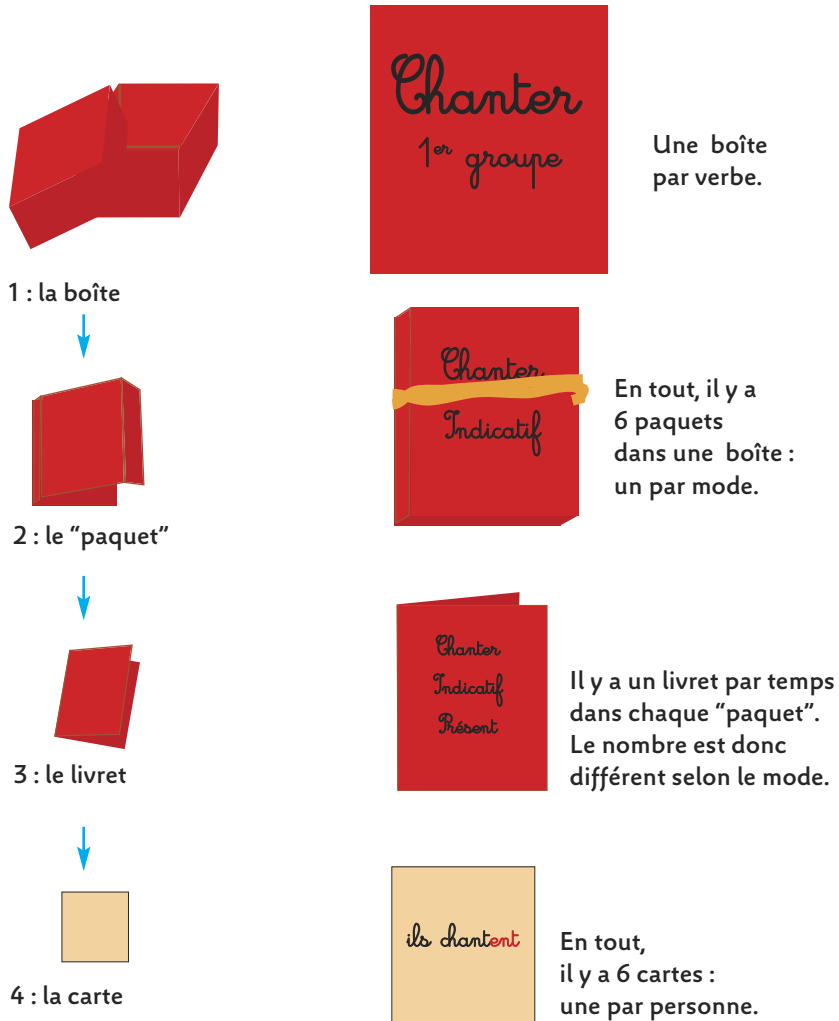 Chanter
1er groupe
Une boîte
par verbe.
1 : la boîte
Chanter
Indicatif
En tout, il y a
6 paquets
dans une boîte :
un par mode.
2 : le “paquet”
Chanter
Indicatif
Présent
Il y a un livret par temps
dans chaque “paquet”.
Le nombre est donc
différent selon le mode.
3 : le livret
ils chantent
En tout,
il y a 6 cartes :
une par personne.
4 : la carte